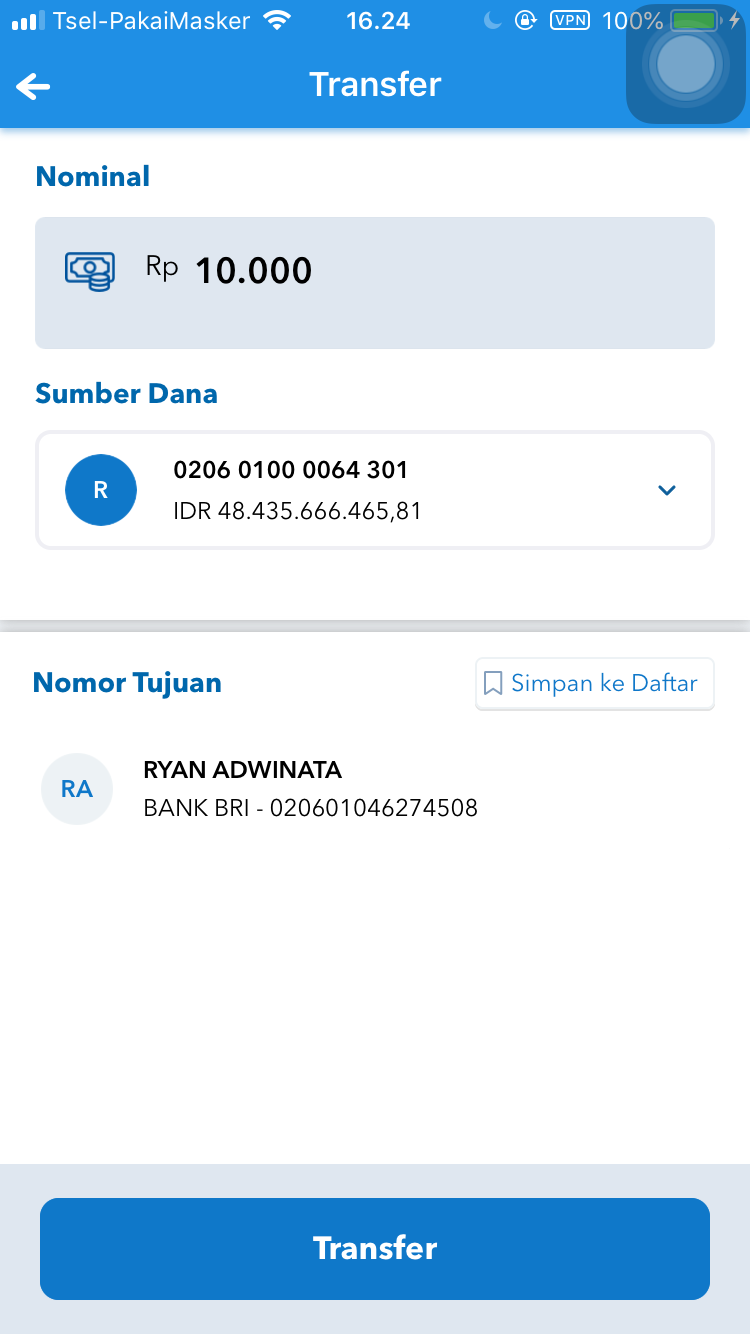 Tsel-PakaiMasker 16.24 VPN 100%
Transfer
Nominal
Rp 10.000
Sumber Dana
R
0206 0100 0064 301
IDR 48.435.666.465,81
Nomor Tujuan
Simpan ke Daftar
RA
RYAN ADWINATA
BANK BRI - 020601046274508
Transfer